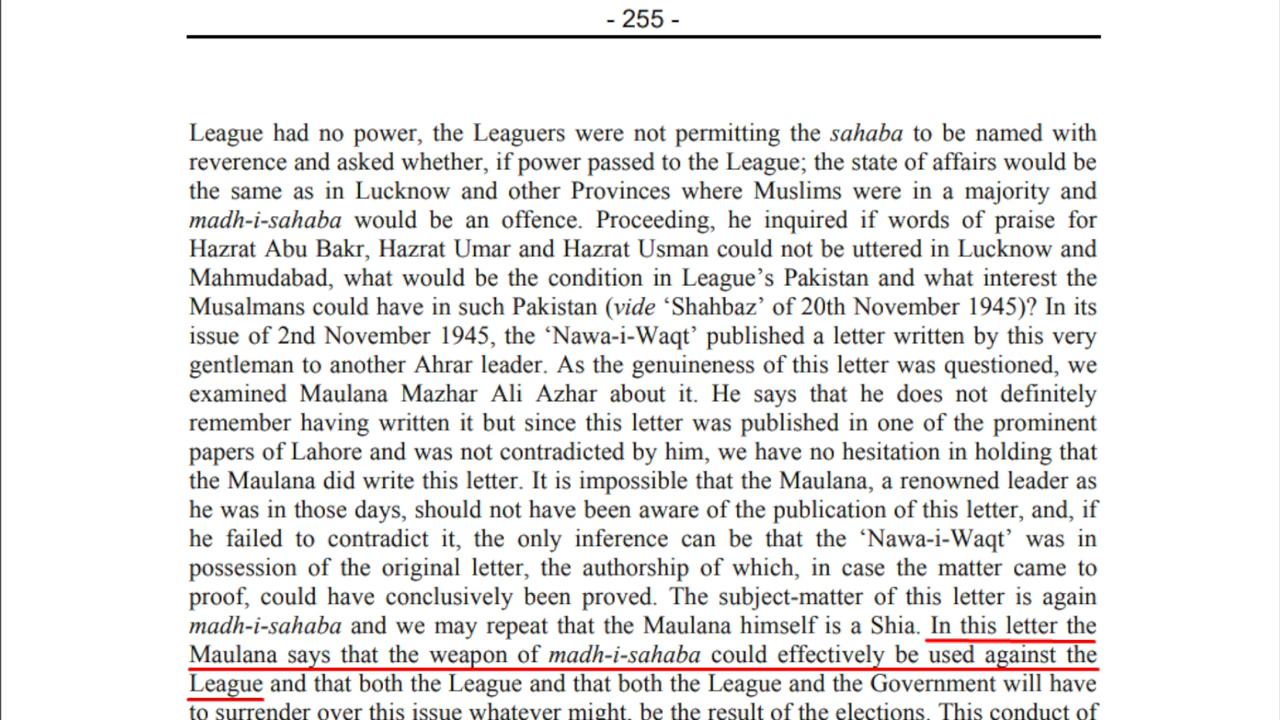 - 255 -
League had no power, the Leaguers were not permitting the sahaba to be named with
reverence and asked whether, if power passed to the League; the state of affairs would be
the same as in Lucknow and other Provinces where Muslims were in a majority and
madh-i-sahaba would be an offence. Proceeding, he inquired if words of praise for
Hazrat Abu Bakr, Hazrat Umar and Hazrat Usman could not be uttered in Lucknow and
Mahmudabad, what would be the condition in League’s Pakistan and what interest the
Musalmans could have in such Pakistan (vide ‘Shahbaz’ of 20th November 1945)? In its
issue of 2nd November 1945, the ‘Nawa-i-Waqt’ published a letter written by this very
gentleman to another Ahrar leader. As the genuineness of this letter was questioned, we
examined Maulana Mazhar Ali Azhar about it. He says that he does not definitely
remember having written it but since this letter was published in one of the prominent
papers of Lahore and was not contradicted by him, we have no hesitation in holding that
the Maulana did write this letter. It is impossible that the Maulana, a renowned leader as
he was in those days, should not have been aware of the publication of this letter, and, if
he failed to contradict it, the only inference can be that the ‘Nawa-i-Waqt’ was in
possession of the original letter, the authorship of which, in case the matter came to
proof, could have conclusively been proved. The subject-matter of this letter is again
madh-i-sahaba and we may repeat that the Maulana himself is a Shia. In this letter the
Maulana says that the weapon of madh-i-sahaba could effectively be used against the
League and that both the League and that both the League and the Government will have
to surrender over this issue whatever might, be the result of the elections. This conduct of